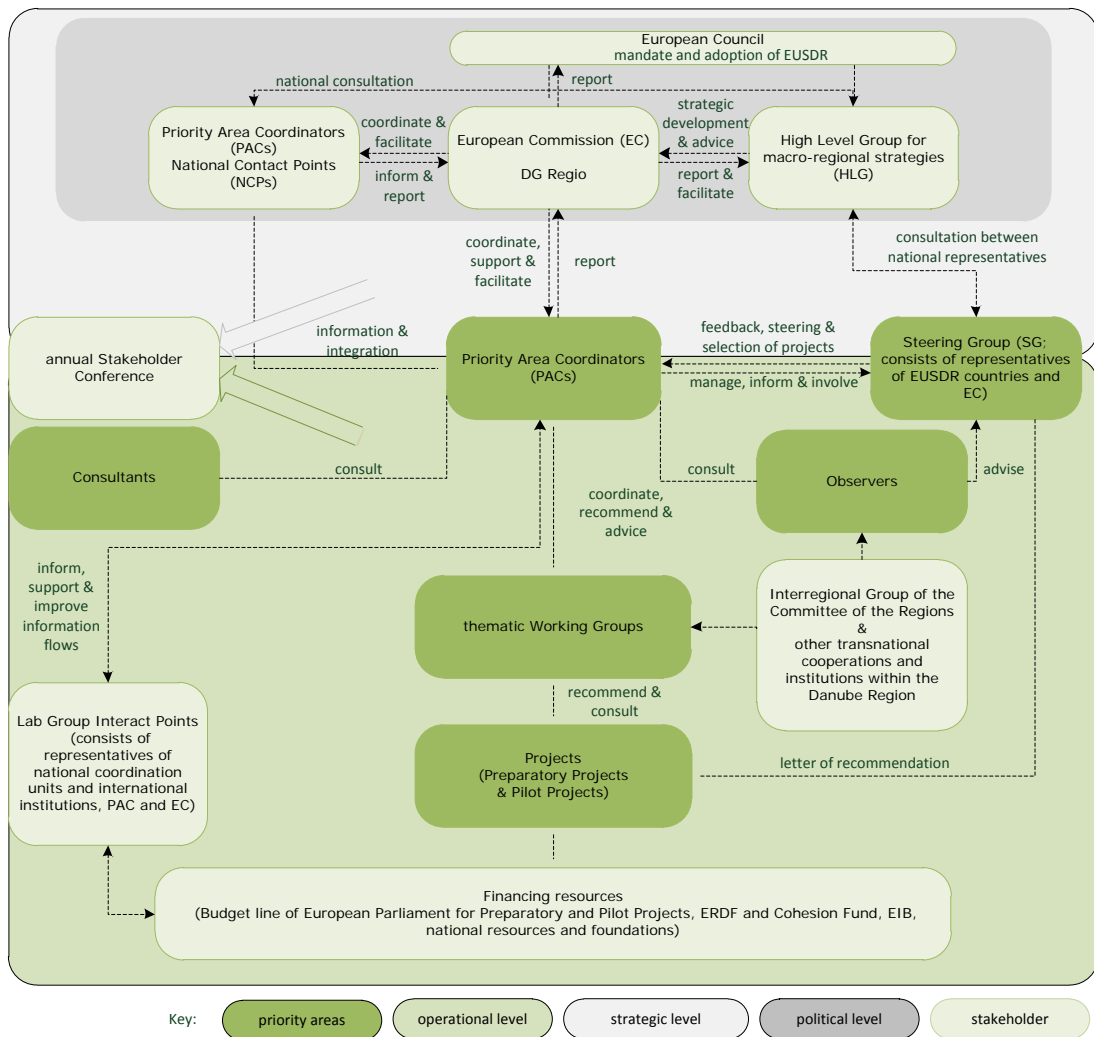 European Council
mandate and adoption of EUSDR
national consultation
report
Priority Area Coordinators
(PACs)
National Contact Points
(NCPs)
coordinate &
facilitate
inform &
report
European Commission (EC)
DG Regio
strategic
development
& advice
report &
facilitate
High Level Group for
macro-regional strategies
(HLG)
coordinate,
support &
facilitate
report
consultation between
national representatives
annual Stakeholder
Conference
information &
integration
Priority Area Coordinators
(PACs)
feedback, steering &
selection of projects
manage, inform & involve
Steering Group (SG;
consists of representatives
of EUSDR countries and
EC)
Consultants
consult
consult
Observers
advise
coordinate,
recommend &
advice
inform,
support &
improve
information
flows
thematic Working Groups
Interregional Group of the
Committee of the Regions
&
other transnational
cooperations and
institutions within the
Danube Region
recommend &
consult
Lab Group Interact Points
(consists of
representatives of
national coordination
units and international
institutions, PAC and EC)
Projects
(Preparatory Projects
& Pilot Projects)
letter of recommendation
Financing resources
(Budget line of European Parliament for Preparatory and Pilot Projects, ERDF and Cohesion Fund, EIB,
national resources and foundations)
Key:
priority areas
operational level
strategic level
political level
stakeholder